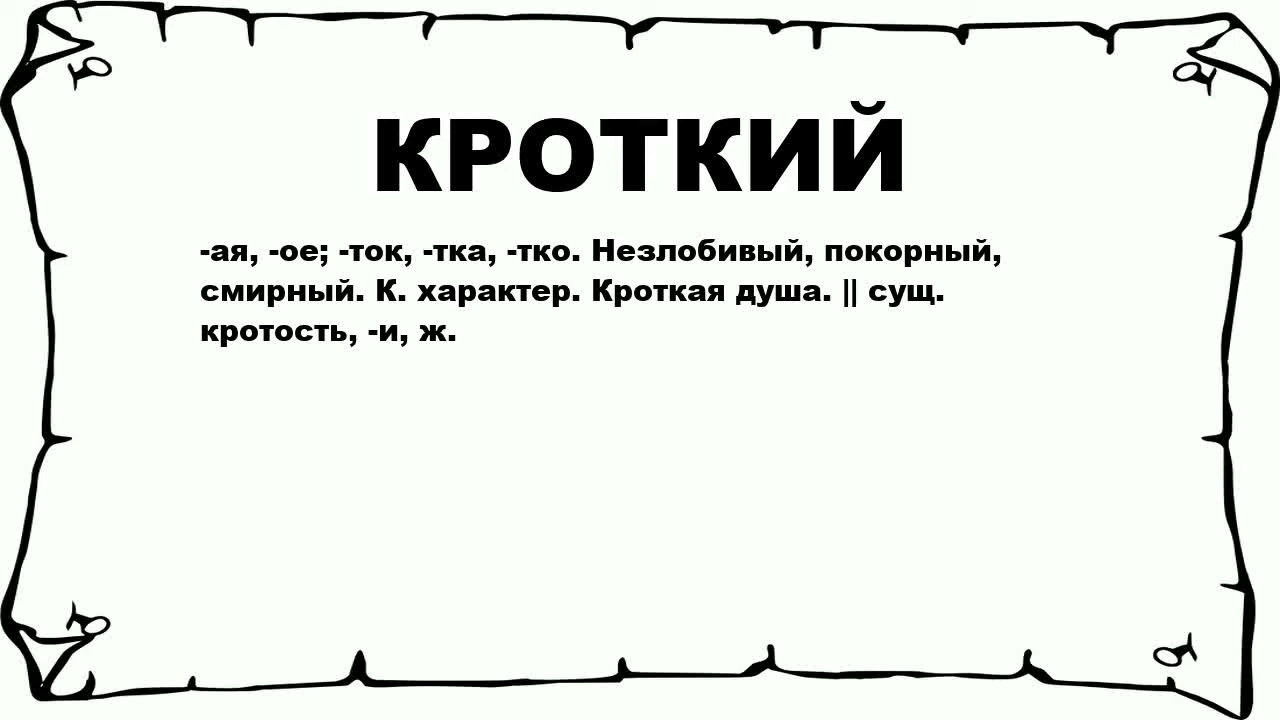 КРОТКИЙ
-ая, -ое; -ток, -тка, -тко. Незлобивый, покорный,
смирный. К. характер. Кроткая душа. || сущ.
кротость, -и, ж.